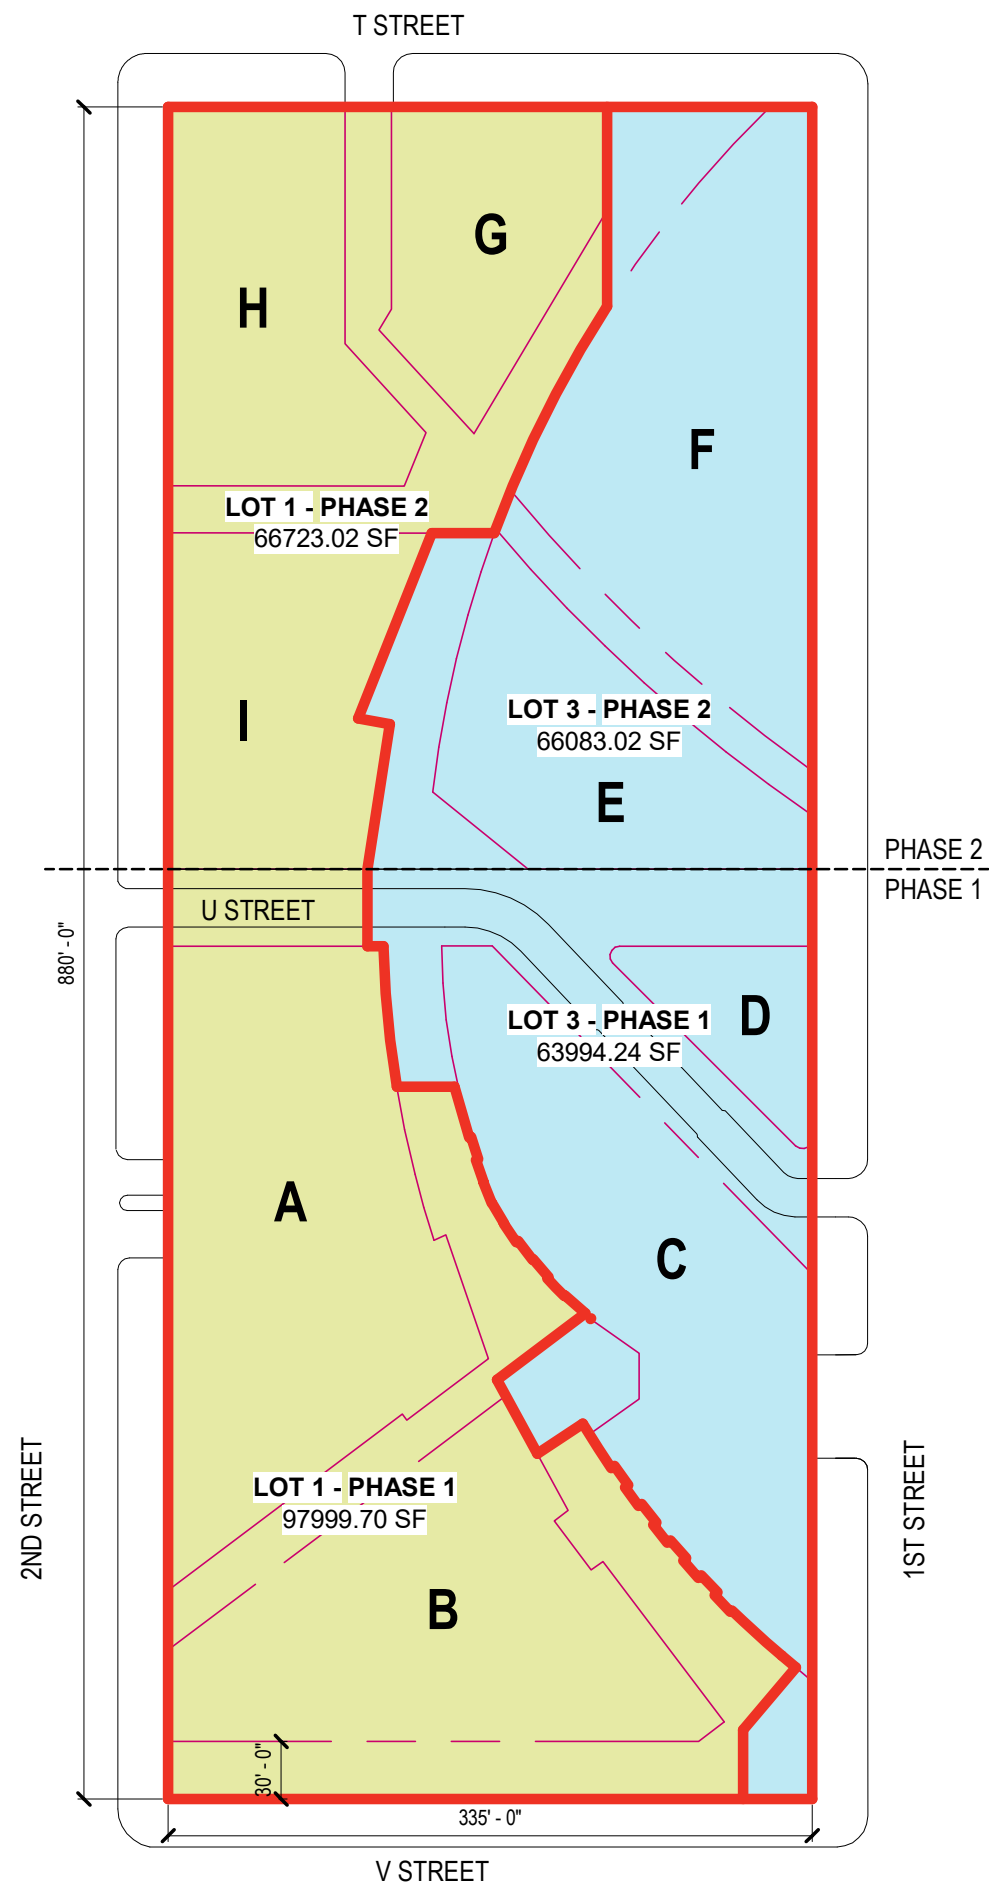 T STREET
G
H
F
LOT 1 - PHASE 2
66723.02 SF
LOT 3 - PHASE 2
66083.02 SF
I
E
PHASE 2
PHASE 1
U STREET
880' - 0"
D
LOT 3 - PHASE 1
63994.24 SF
A
C
2ND STREET
1ST STREET
LOT 1 - PHASE 1
97999.70 SF
B
30' - 0"
335' - 0"
V STREET